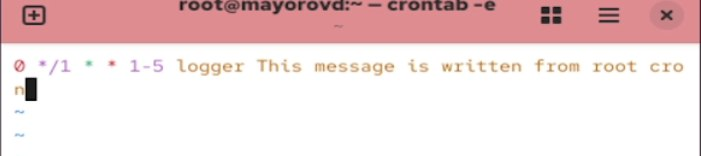 root@mayorovd:~ — crontab -e
~
0 */1 * * 1-5 logger This message is written from root cro
n
~
~